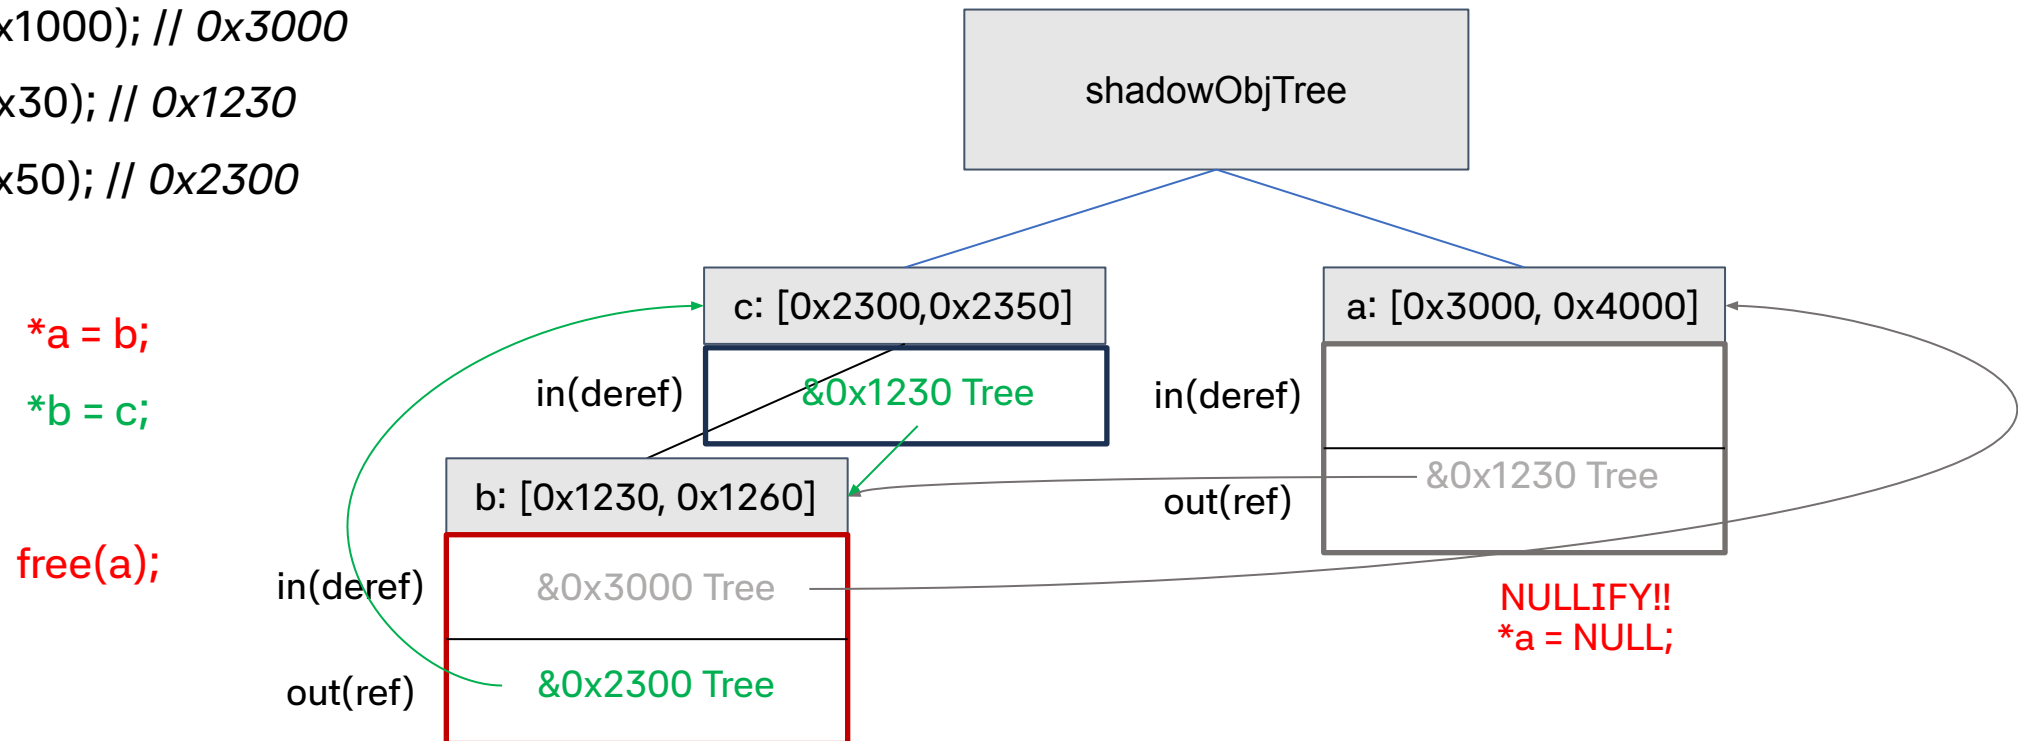 x1000); // 0x3000
x30); // 0x1230
x50); // 0x2300
shadowObjTree
*a = b;
*b = c;
free(a);
c: [0x2300,0x2350]
in(deref)
&0x1230 Tree
a: [0x3000, 0x4000]
in(deref)
out(ref)
&0x1230 Tree
NULLIFY!!
*a = NULL;
b: [0x1230, 0x1260]
in(deref)
&0x3000 Tree
out(ref)
&0x2300 Tree